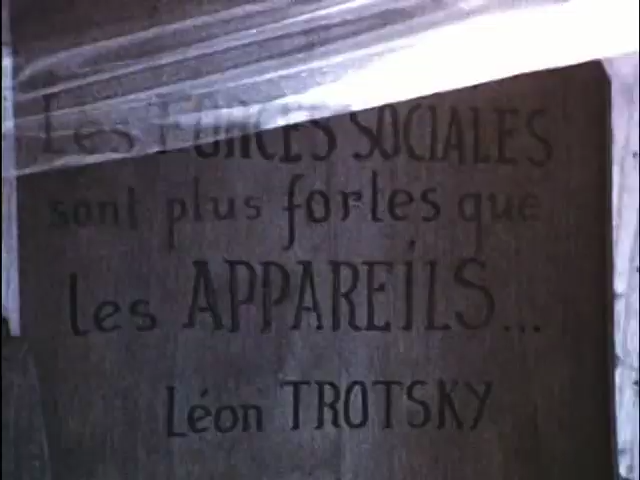 Les FORCES SOCIALES
sont plus fortes que
les APPAREiLS...
Léon TROTSKY